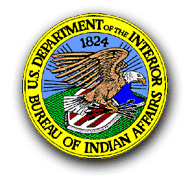 U.S. DEPARTMENT OF THE INTERIOR
1824
BUREAU OF INDIAN AFFAIRS